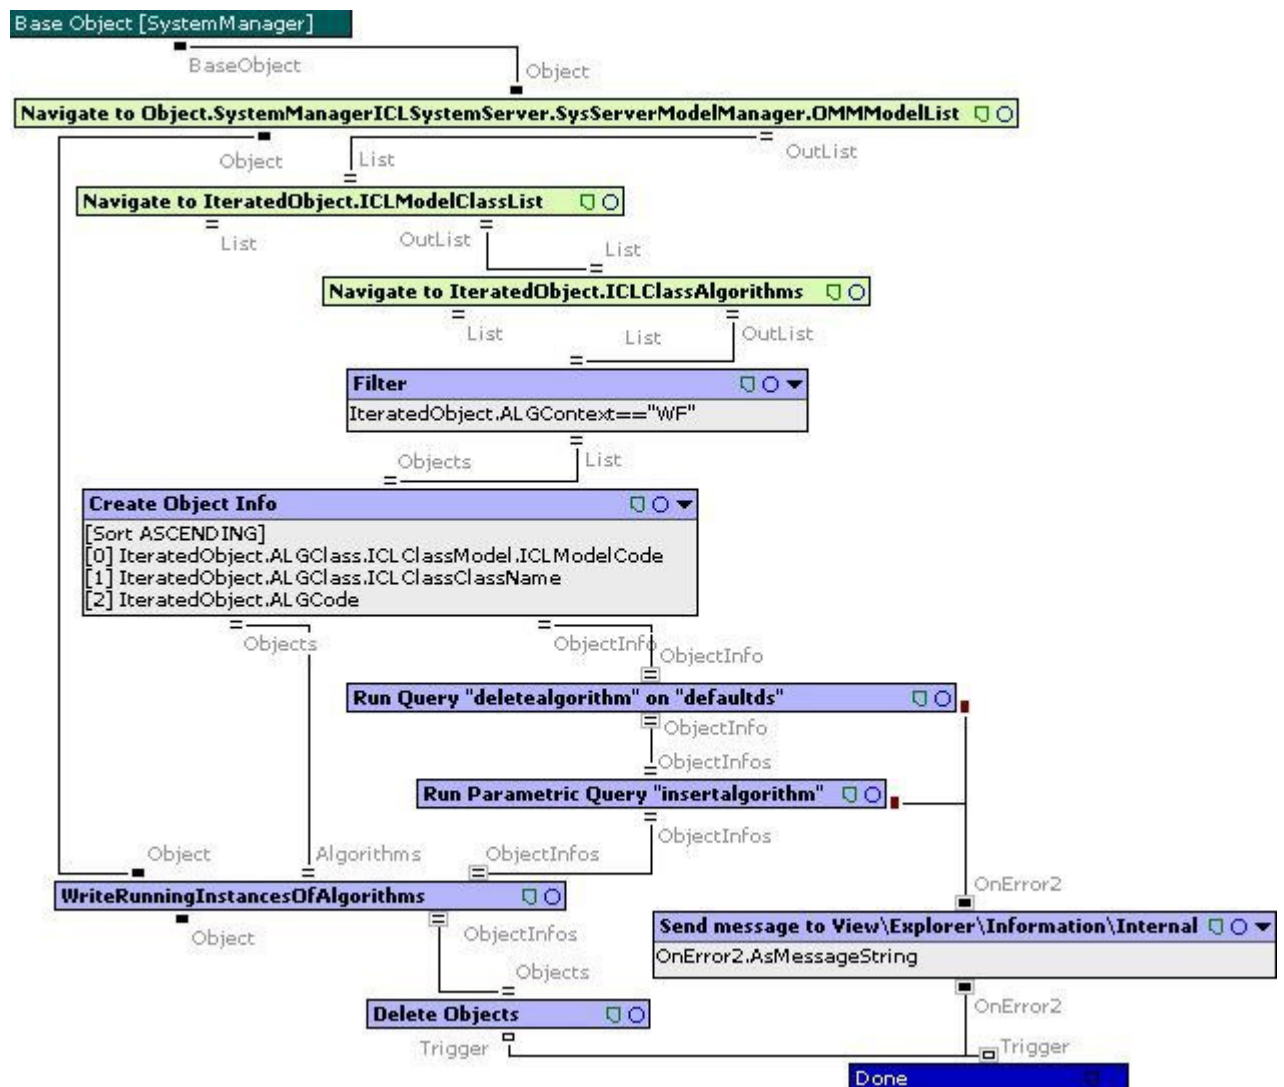 Base Object [SystemManager]
BaseObject
Object
Navigate to Object.SystemManagerICLSystemServer.SysServerModelManager.OMMModelList
Object
List
OutList
Navigate to IteratedObject.ICLModelClassList
List
OutList
List
Navigate to IteratedObject.ICLClassAlgorithms
List
List
OutList
Filter
IteratedObject.ALGContext=="WF"
Objects
List
Create Object Info
[Sort ASCENDING]
[0] IteratedObject.ALGClass.ICLClassModel.ICLModelCode
[1] IteratedObject.ALGClass.ICLClassClassName
[2] IteratedObject.ALGCode
Objects
ObjectInfo
ObjectInfo
Run Query "deletealgorithm" on "defaultds"
ObjectInfo
ObjectInfos
Run Parametric Query "insertalgorithm"
ObjectInfos
Object
Algorithms
ObjectInfos
WriteRunningInstancesOfAlgorithms
Object
ObjectInfos
OnError2
Send message to View\Explorer\Information\Internal
OnError2.AsMessageString
Objects
Delete Objects
OnError2
Trigger
Trigger
Done